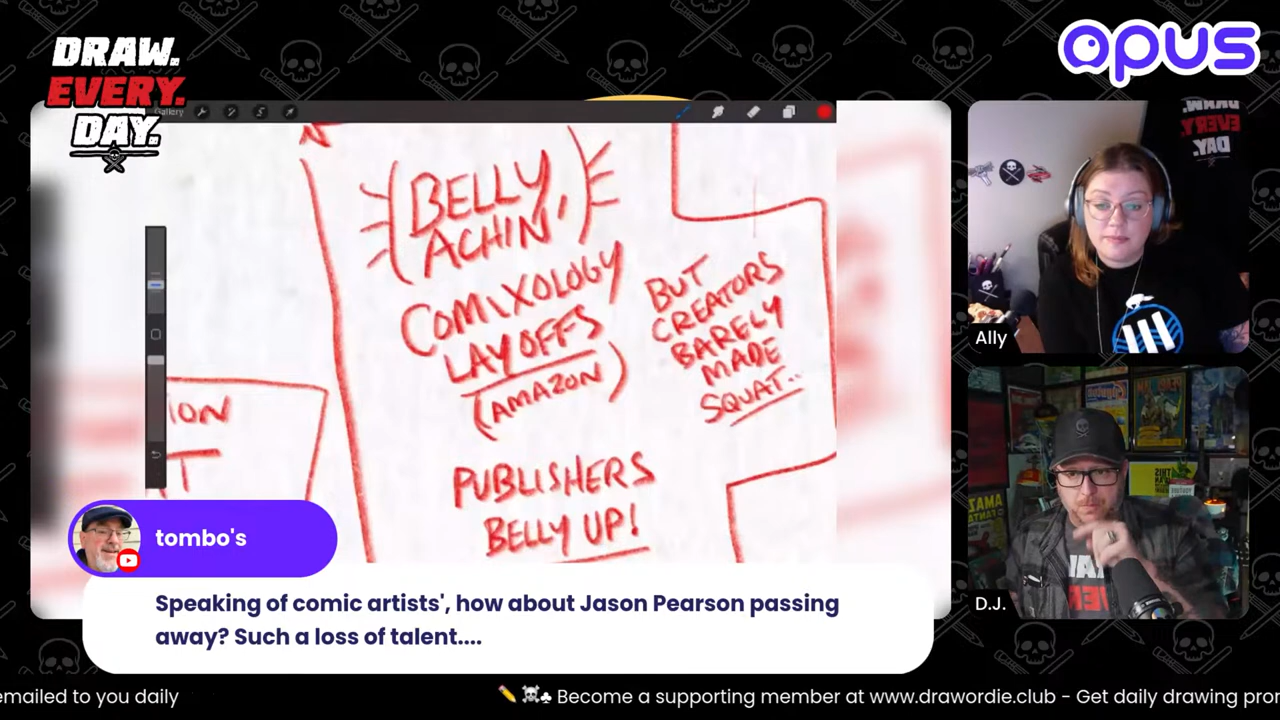 DRAW.
EVERY.
DAY.
opus
Gallery
(BELLY
ACHIN')
COMIXOLOGY
LAYOFFS
(AMAZON)
BUT
CREATORS
BARELY
MADE
SQUAT..
PUBLISHERS
BELLY UP!
ION
T
DAY.
Ally
D.J.
tombo's
Speaking of comic artists', how about Jason Pearson passing
away? Such a loss of talent....
emailed to you daily
✏️☠️♣ Become a supporting member at www.drawordie.club - Get daily drawing pro